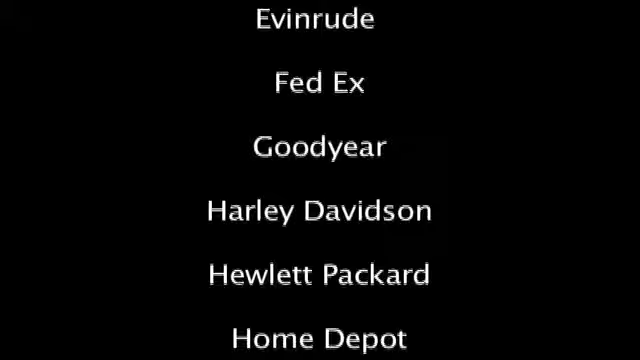 Evinrude
Fed Ex
Goodyear
Harley Davidson
Hewlett Packard
Home Depot